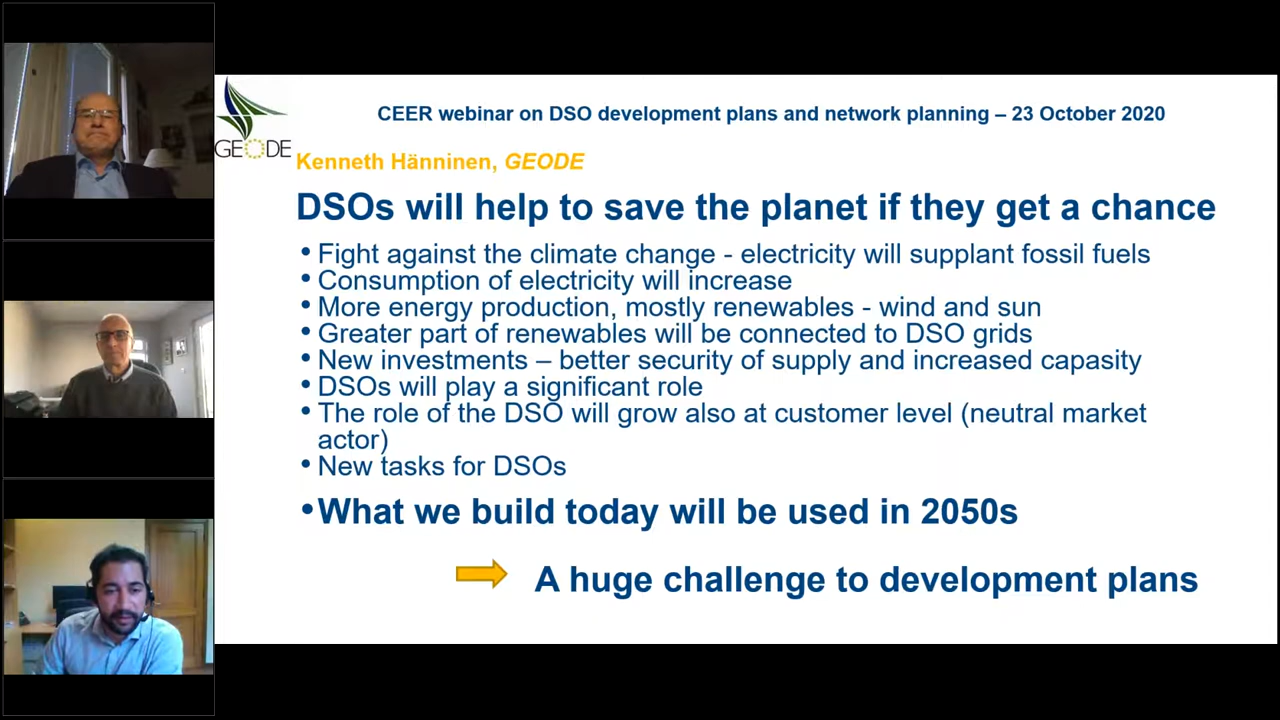 CEER webinar on DSO development plans and network planning – 23 October 2020
GEODE
Kenneth Hänninen, GEODE
DSOs will help to save the planet if they get a chance
• Fight against the climate change - electricity will supplant fossil fuels
• Consumption of electricity will increase
• More energy production, mostly renewables - wind and sun
• Greater part of renewables will be connected to DSO grids
• New investments – better security of supply and increased capasity
• DSOs will play a significant role
• The role of the DSO will grow also at customer level (neutral market
actor)
• New tasks for DSOs
• What we build today will be used in 2050s
A huge challenge to development plans